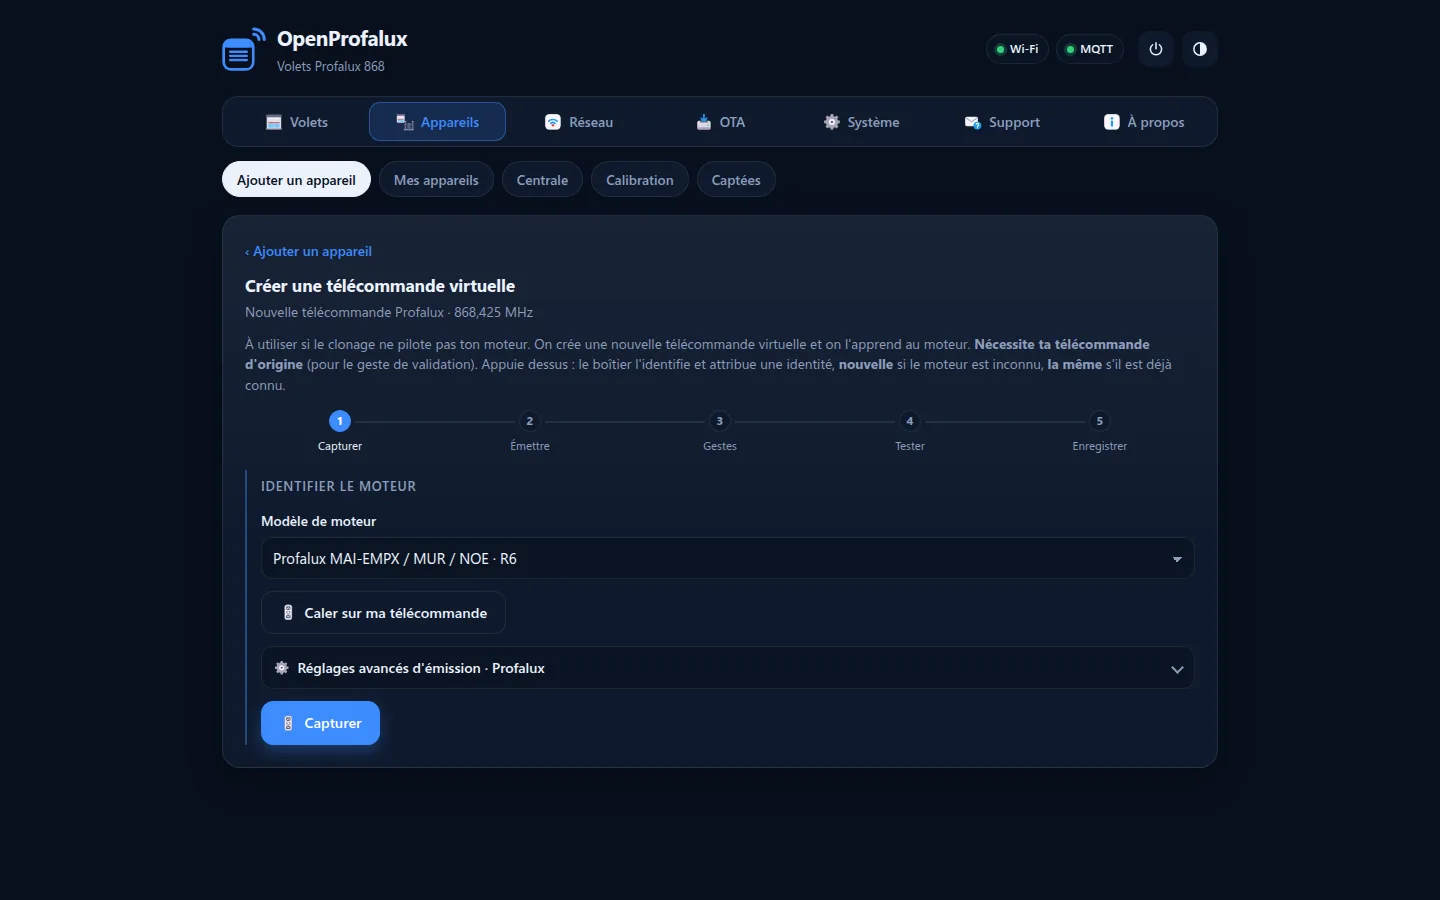 OpenProfalux
Volets Profalux 868
Wi-Fi
MQTT
Volets
Appareils
Réseau
OTA
Système
Support
À propos
Ajouter un appareil
Mes appareils
Centrale
Calibration
Captées
‹ Ajouter un appareil
Créer une télécommande virtuelle
Nouvelle télécommande Profalux · 868,425 MHz
À utiliser si le clonage ne pilote pas ton moteur. On crée une nouvelle télécommande virtuelle et on l'apprend au moteur. Nécessite ta télécommande
d'origine (pour le geste de validation). Appuie dessus : le boîtier l'identifie et attribue une identité, nouvelle si le moteur est inconnu, la même s'il est déjà
connu.
1
2
3
4
5
Capturer
Émettre
Gestes
Tester
Enregistrer
IDENTIFIER LE MOTEUR
Modèle de moteur
Profalux MAI-EMPX / MUR / NOE · R6
Caler sur ma télécommande
Réglages avancés d'émission · Profalux
Capturer